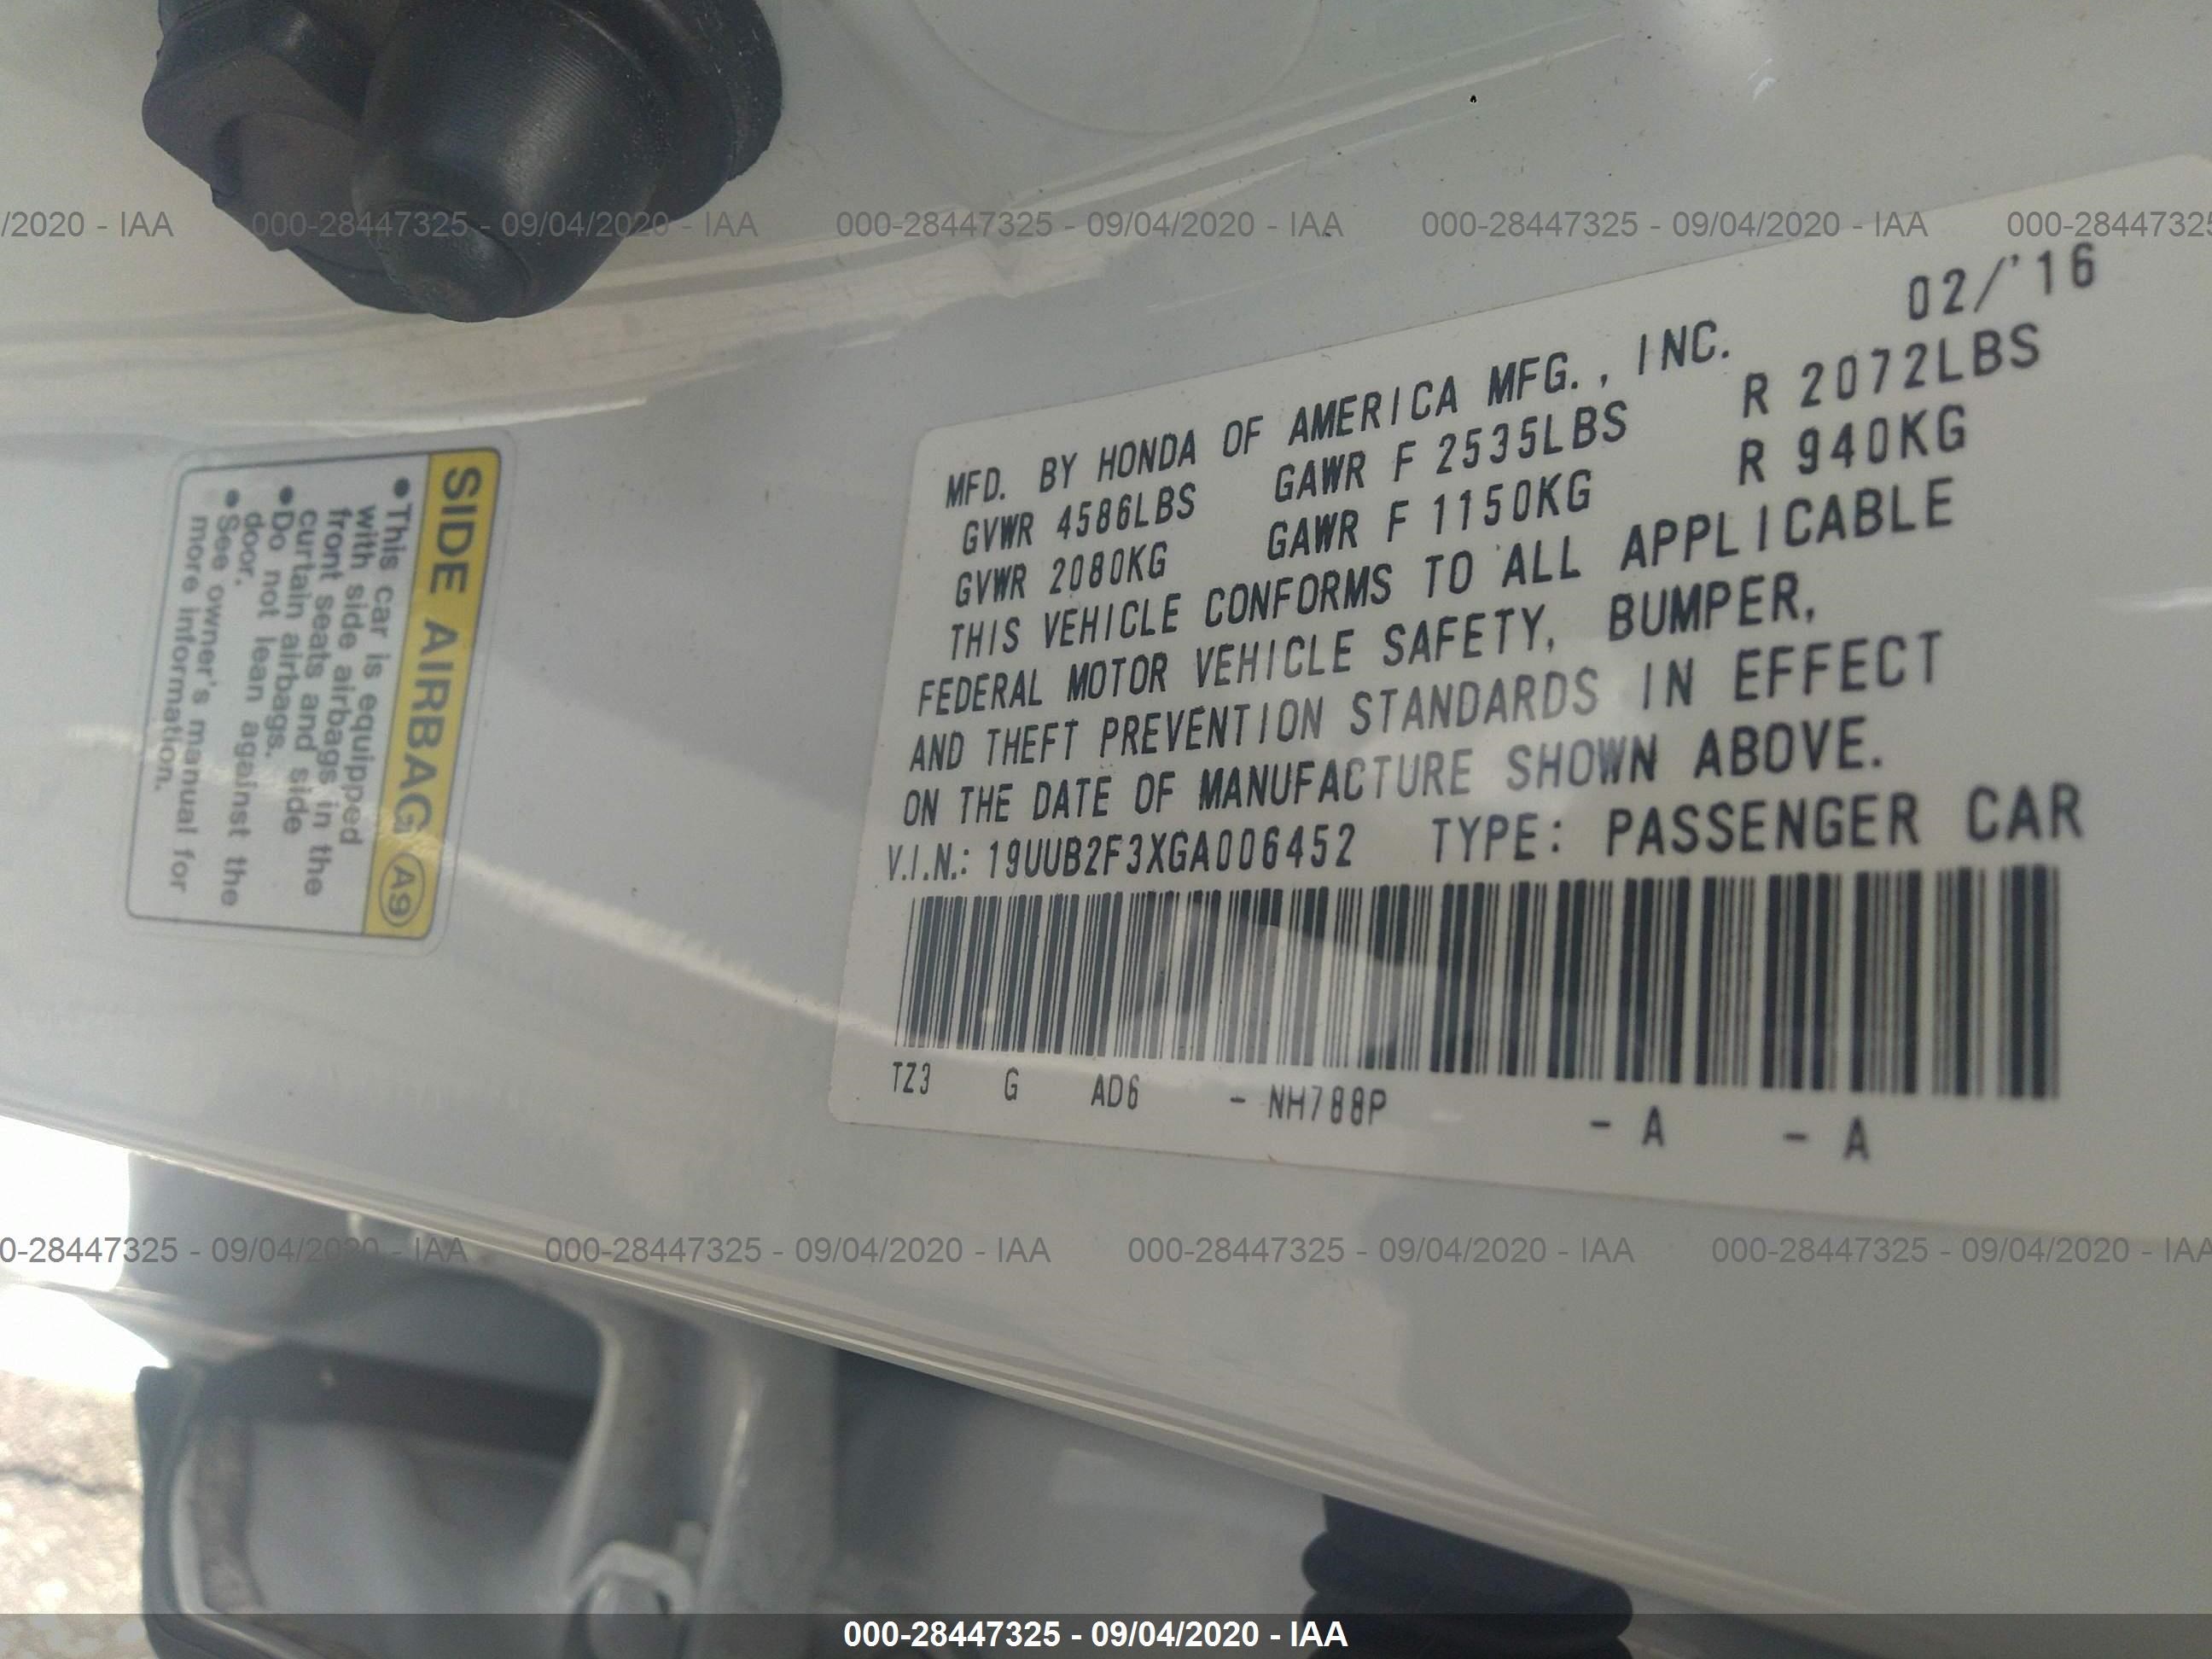 /2020 - IAA 000-28447325 - 09/04/2020 - IAA 000-28447325 - 09/04/2020 - IAA 000-28447325 - 09/04/2020 - IAA 000-2844732
02/'16
MFD. BY HONDA OF AMERICA MFG., INC.
GVWR 4586LBS GAWR F 2535LBS R 2072LBS
GVWR 2080KG GAWR F 1150KG R 940KG
THIS VEHICLE CONFORMS TO ALL APPLICABLE
FEDERAL MOTOR VEHICLE SAFETY, BUMPER,
AND THEFT PREVENTION STANDARDS IN EFFECT
ON THE DATE OF MANUFACTURE SHOWN ABOVE.
V.I.N.: 19UUB2F3XGA006452 TYPE: PASSENGER CAR
TZ3 G AD6 - NH788P - A - A
SIDE AIRBAG A9
•This car is equipped
with side airbags in the
front seats and side
curtain airbags.
•Do not lean against the
door.
•See owner's manual for
more information.
0-28447325 - 09/04/2020 - IAA 000-28447325 - 09/04/2020 - IAA 000-28447325 - 09/04/2020 - IAA 000-28447325 - 09/04/2020 - IAA
000-28447325 - 09/04/2020 - IAA